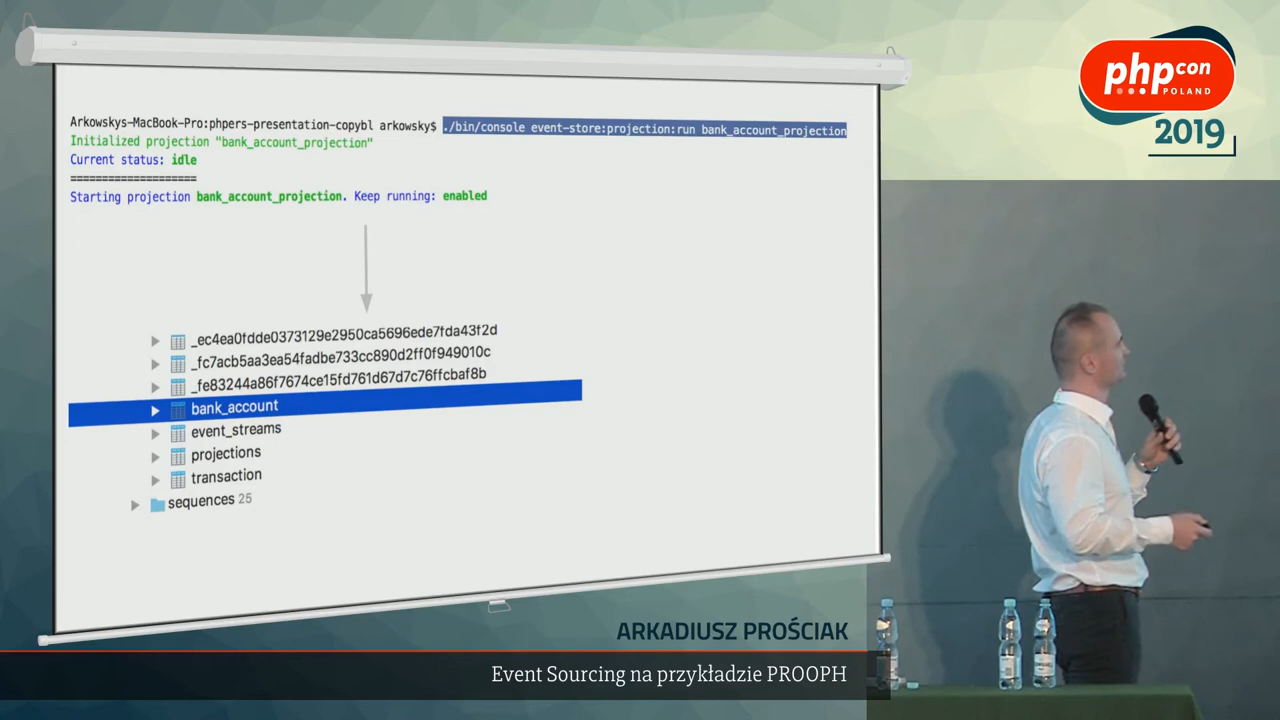 Arkowskys-MacBook-Pro:phpers-presentation-copybl arkowsky$ ./bin/console event-store:projection:run bank_account_projection
Initialized projection "bank_account_projection"
Current status: idle
====================
Starting projection bank_account_projection. Keep running: enabled
_ec4ea0fdde0373129e2950ca5696ede7fda43f2d
_fc7acb5aa3ea54fadbe733cc890d2ff0f949010c
_fe83244a86f7674ce15fd761d67d7c76ffcbaf8b
bank_account
event_streams
projections
transaction
sequences 25
phpcon
POLAND
2019
ARKADIUSZ PROŚCIAK
Event Sourcing na przykładzie PROOPH